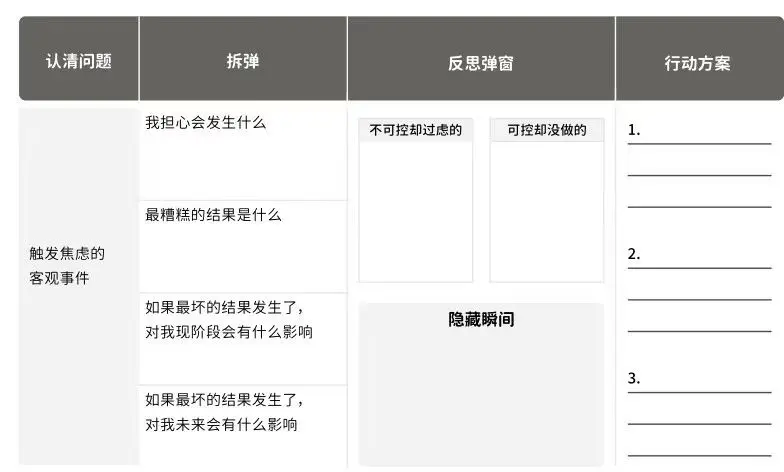 认清问题
拆弹
反思弹窗
行动方案
触发焦虑的
客观事件
我担心会发生什么
最糟糕的结果是什么
如果最坏的结果发生了，
对我现阶段会有什么影响
如果最坏的结果发生了，
对我未来会有什么影响
不可控却过虑的
可控却没做的
隐藏瞬间
1.
2.
3.